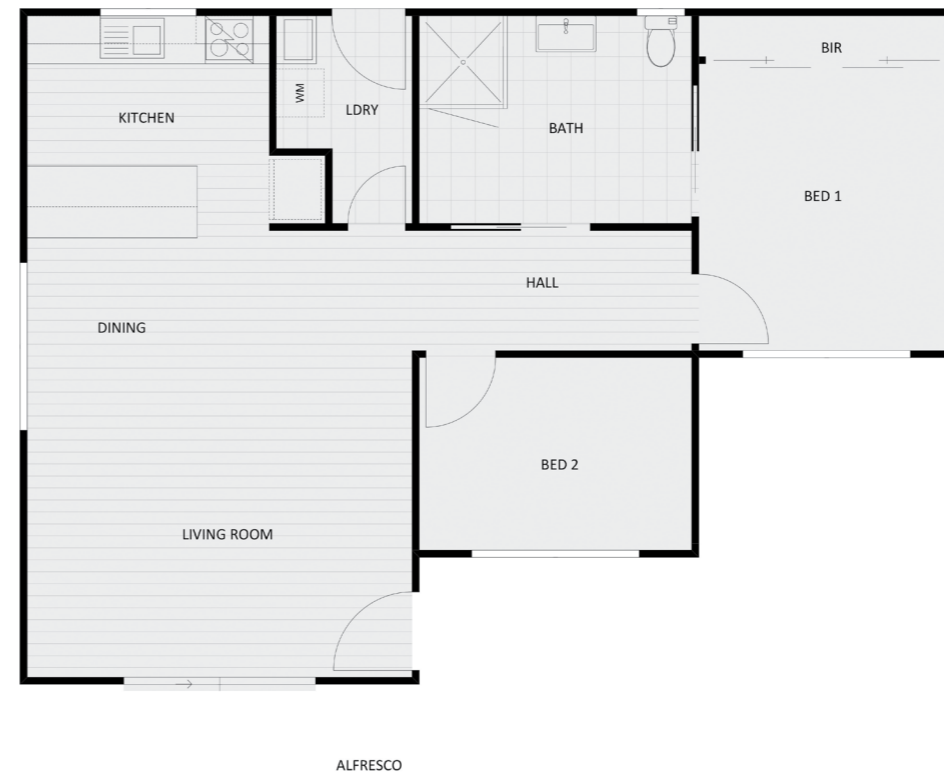 BIR
WM
LDRY
KITCHEN
BATH
BED 1
HALL
DINING
BED 2
LIVING ROOM
ALFRESCO